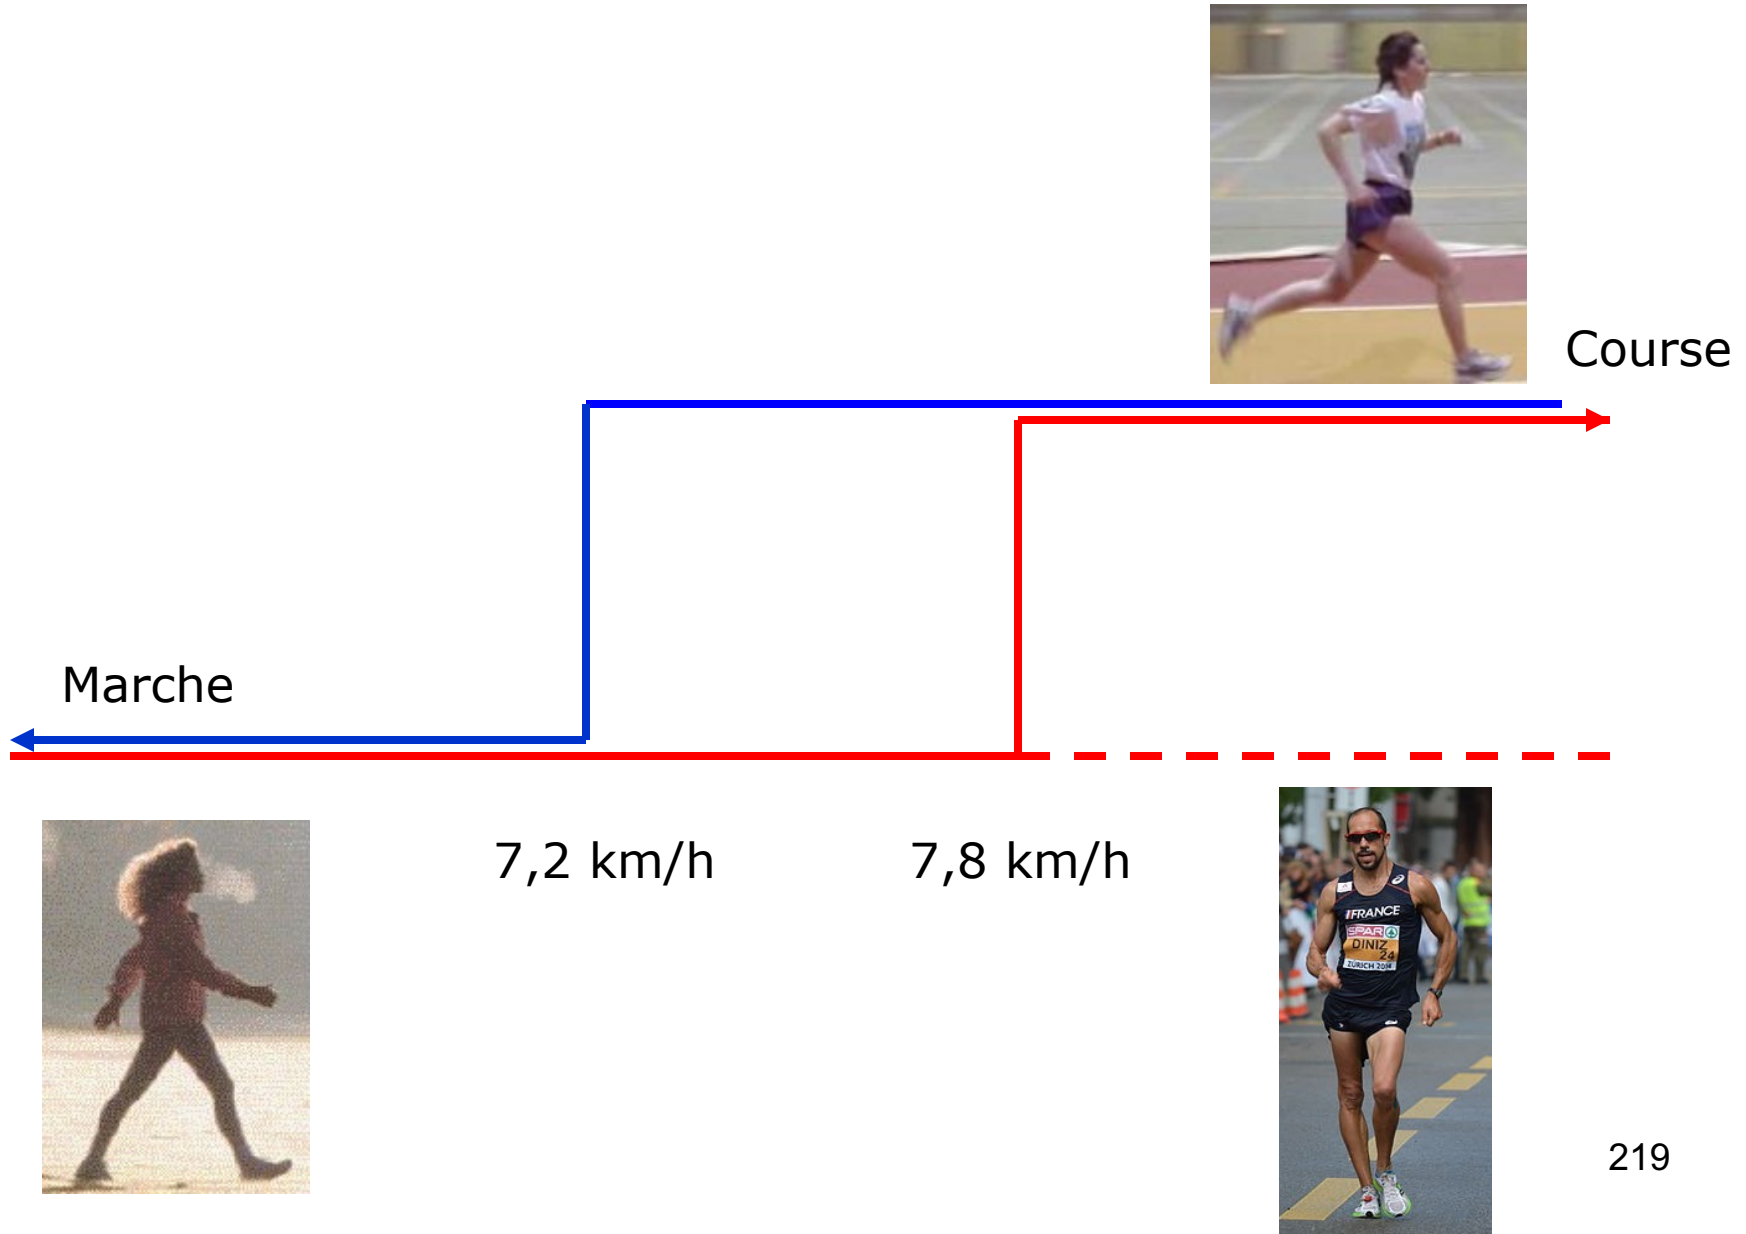 Course
Marche
7,2 km/h
7,8 km/h
FRANCE
SPAR
DINIZ
24
ZÜRICH 2014
219